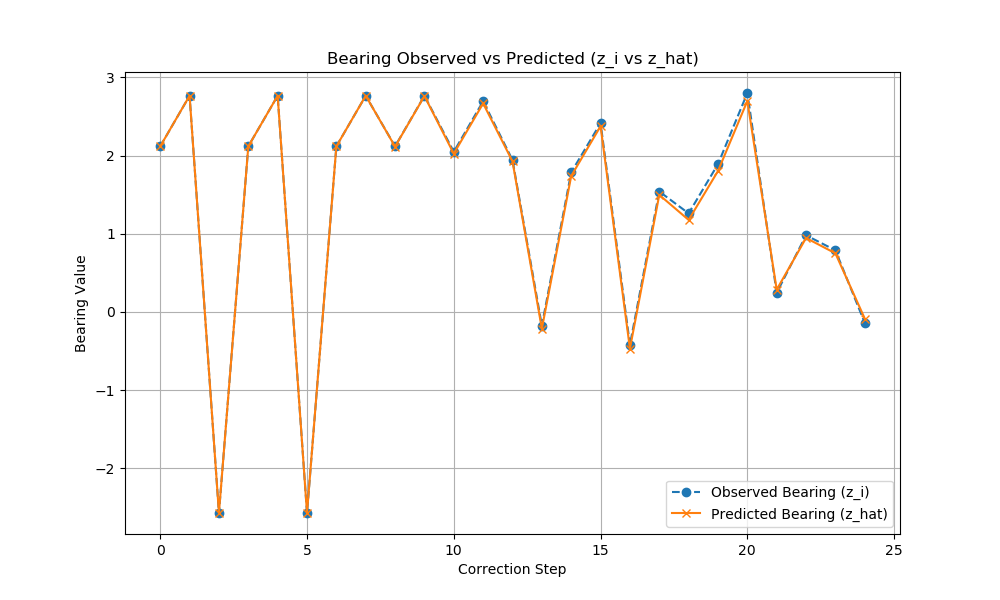 Bearing Observed vs Predicted (z_i vs z_hat)
3
2
1
0
−1
−2
Bearing Value
Observed Bearing (z_i)
Predicted Bearing (z_hat)
0 5 10 15 20 25
Correction Step